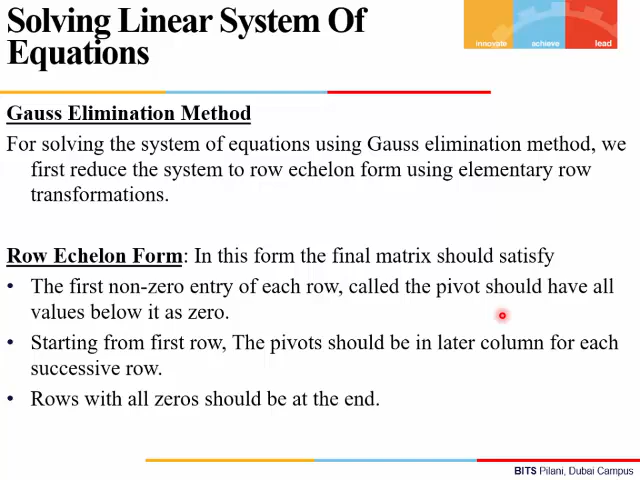 Solving Linear System Of
Equations
innovate achieve lead
Gauss Elimination Method
For solving the system of equations using Gauss elimination method, we
first reduce the system to row echelon form using elementary row
transformations.
Row Echelon Form: In this form the final matrix should satisfy
• The first non-zero entry of each row, called the pivot should have all
values below it as zero.
• Starting from first row, The pivots should be in later column for each
successive row.
• Rows with all zeros should be at the end.
BITS Pilani, Dubai Campus